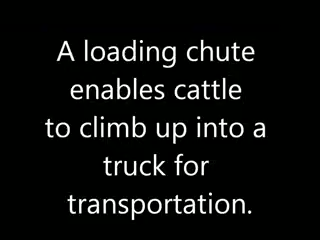 A loading chute
enables cattle
to climb up into a
truck for
transportation.